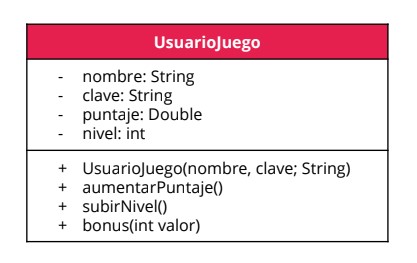 UsuarioJuego
- nombre: String
- clave: String
- puntaje: Double
- nivel: int
+ UsuarioJuego(nombre, clave; String)
+ aumentarPuntaje()
+ subirNivel()
+ bonus(int valor)